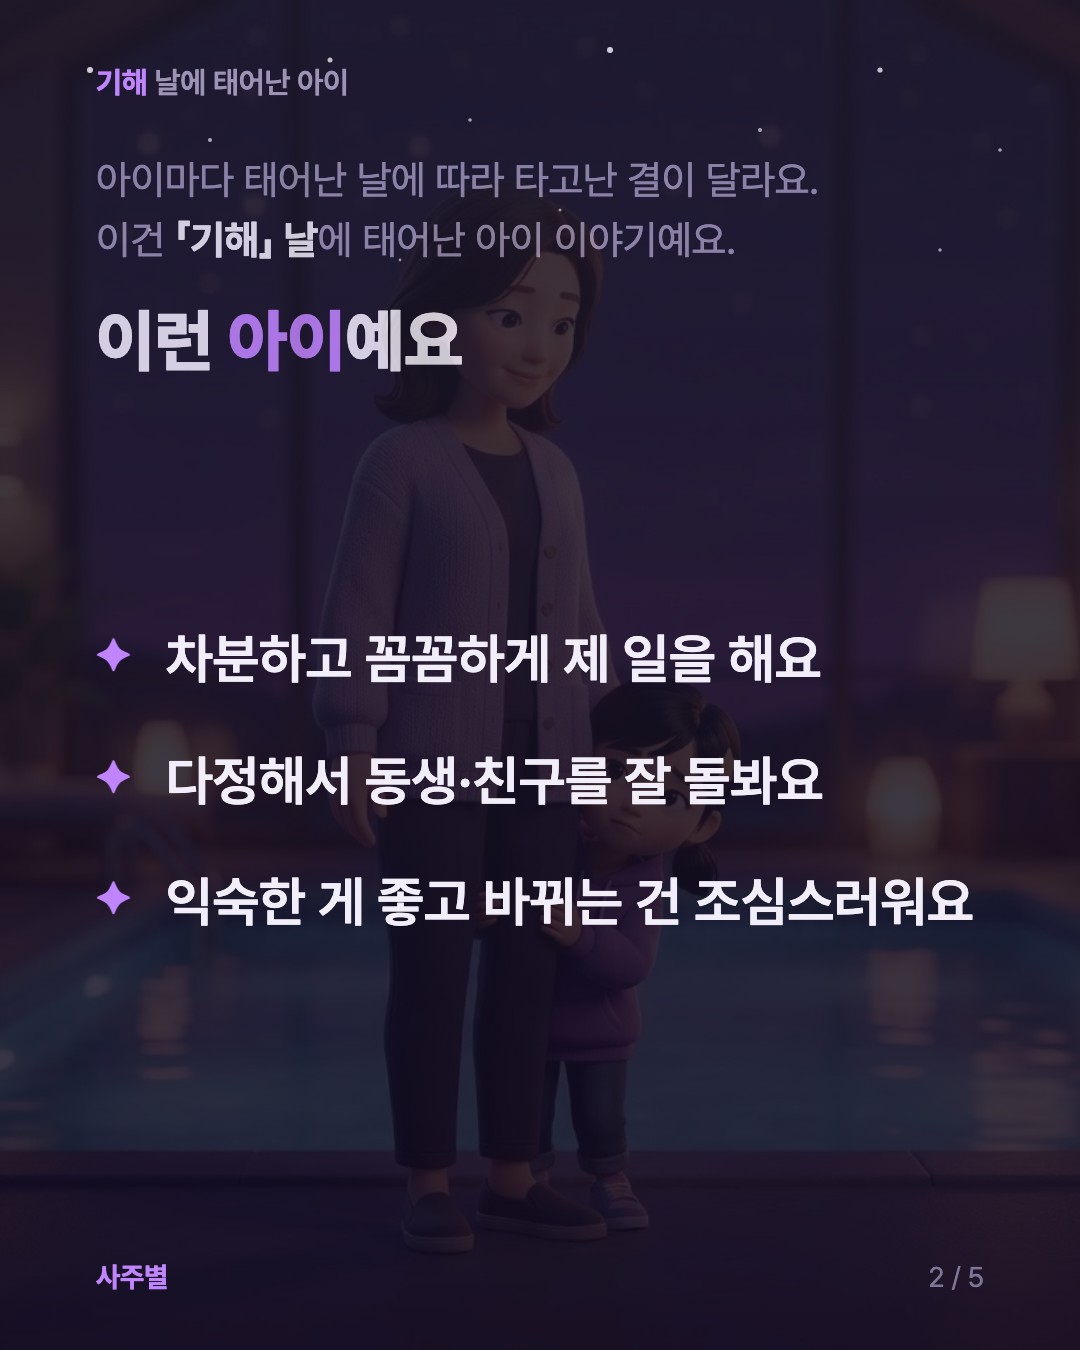 기해 날에 태어난 아이
아이마다 태어난 날에 따라 타고난 결이 달라요.
이건 「기해」 날에 태어난 아이 이야기예요.
이런 아이예요
차분하고 꼼꼼하게 제 일을 해요
다정해서 동생·친구를 잘 돌봐요
익숙한 게 좋고 바뀌는 건 조심스러워요
사주별
2 / 5